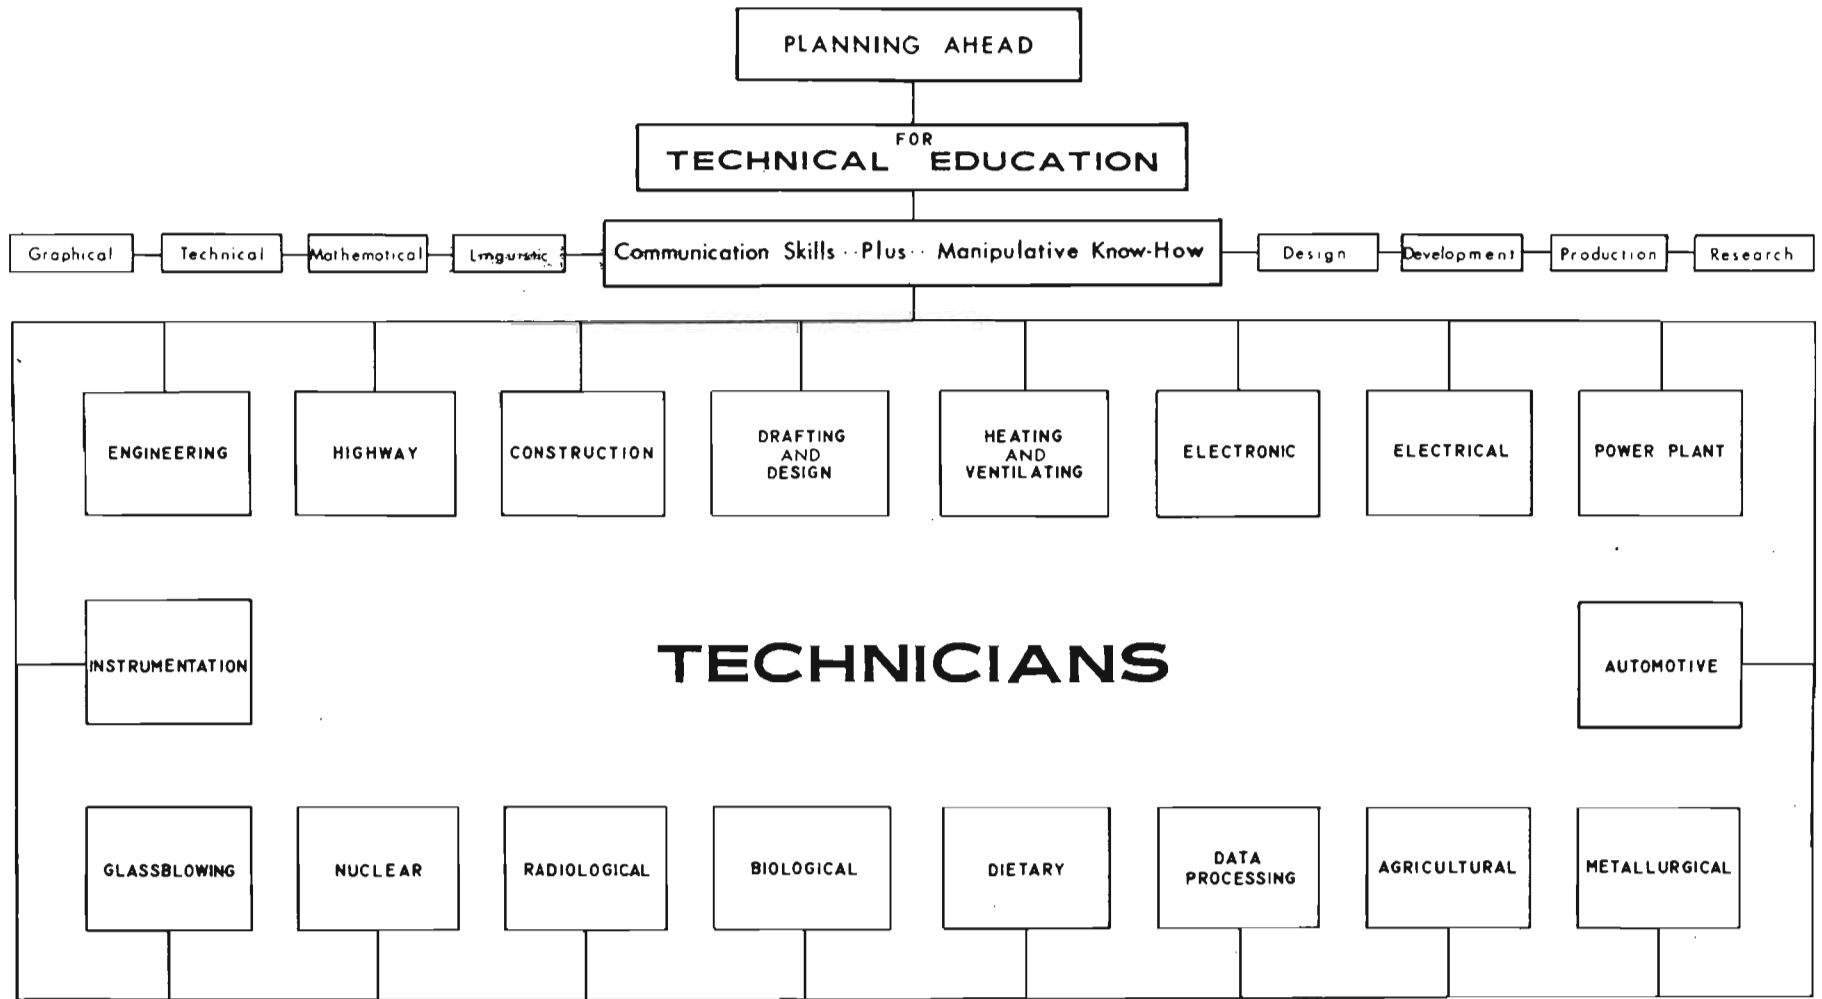 PLANNING AHEAD
FOR
TECHNICAL EDUCATION
Graphical
Technical
Mathematical
Linguistic
Communication Skills··Plus·· Manipulative Know-How
Design
Development
Production
Research
ENGINEERING
HIGHWAY
CONSTRUCTION
DRAFTING
AND
DESIGN
HEATING
AND
VENTILATING
ELECTRONIC
ELECTRICAL
POWER PLANT
INSTRUMENTATION
TECHNICIANS
AUTOMOTIVE
GLASSBLOWING
NUCLEAR
RADIOLOGICAL
BIOLOGICAL
DIETARY
DATA
PROCESSING
AGRICULTURAL
METALLURGICAL